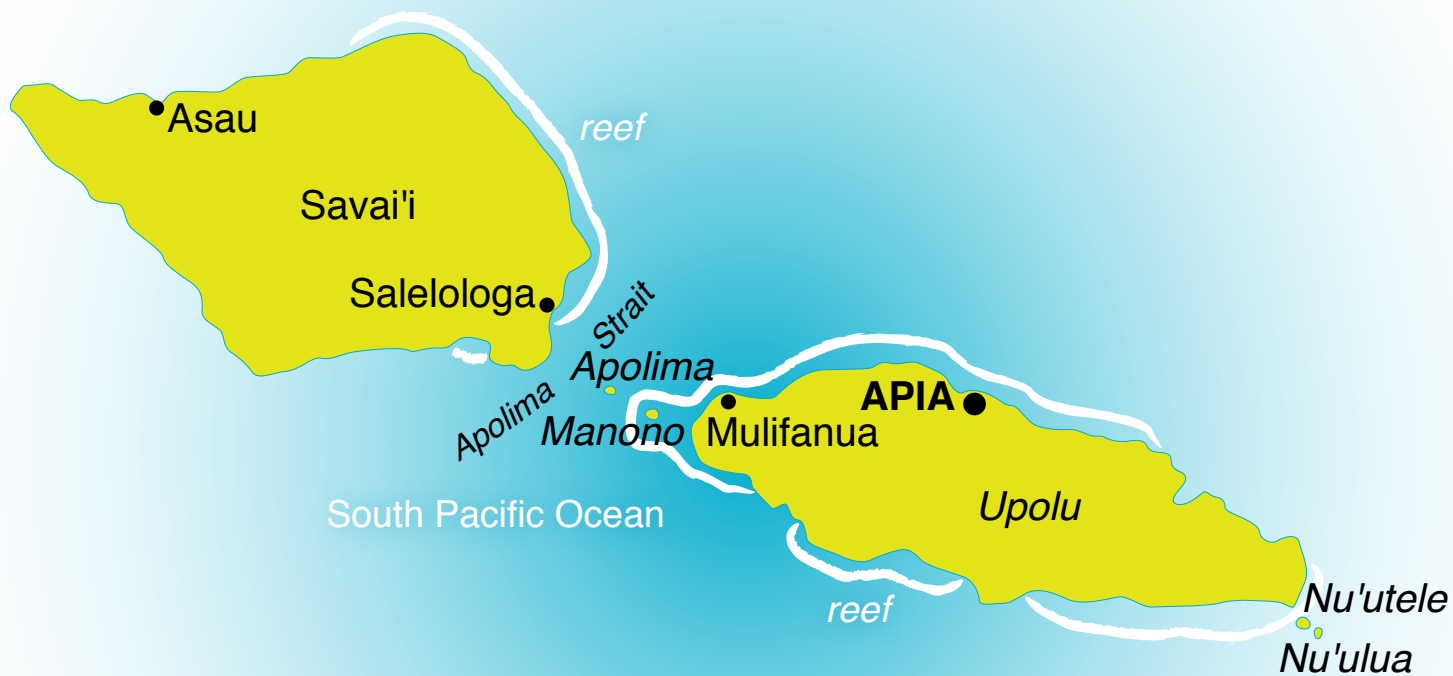 Asau
reef
Savai'i
Salelologa
Apolima Strait
Apolima
APIA
Manono
Mulifanua
Upolu
South Pacific Ocean
reef
Nu'utele
Nu'ulua